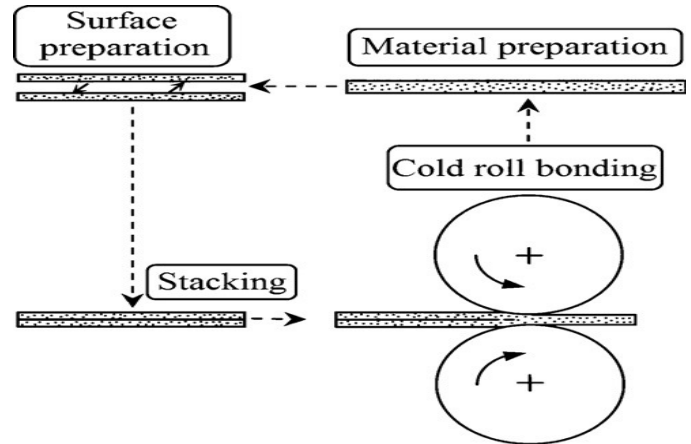 Surface
preparation
Material preparation
Cold roll bonding
Stacking